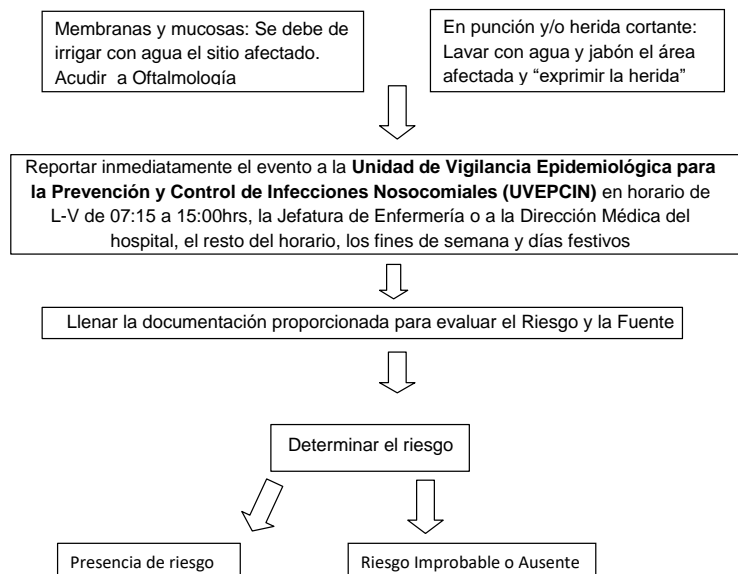 Membranas y mucosas: Se debe de
irrigar con agua el sitio afectado.
Acudir a Oftalmología
En punción y/o herida cortante:
Lavar con agua y jabón el área
afectada y “exprimir la herida”
Reportar inmediatamente el evento a la Unidad de Vigilancia Epidemiológica para
la Prevención y Control de Infecciones Nosocomiales (UVEPCIN) en horario de
L-V de 07:15 a 15:00hrs, la Jefatura de Enfermería o a la Dirección Médica del
hospital, el resto del horario, los fines de semana y días festivos
Llenar la documentación proporcionada para evaluar el Riesgo y la Fuente
Determinar el riesgo
Presencia de riesgo
Riesgo Improbable o Ausente